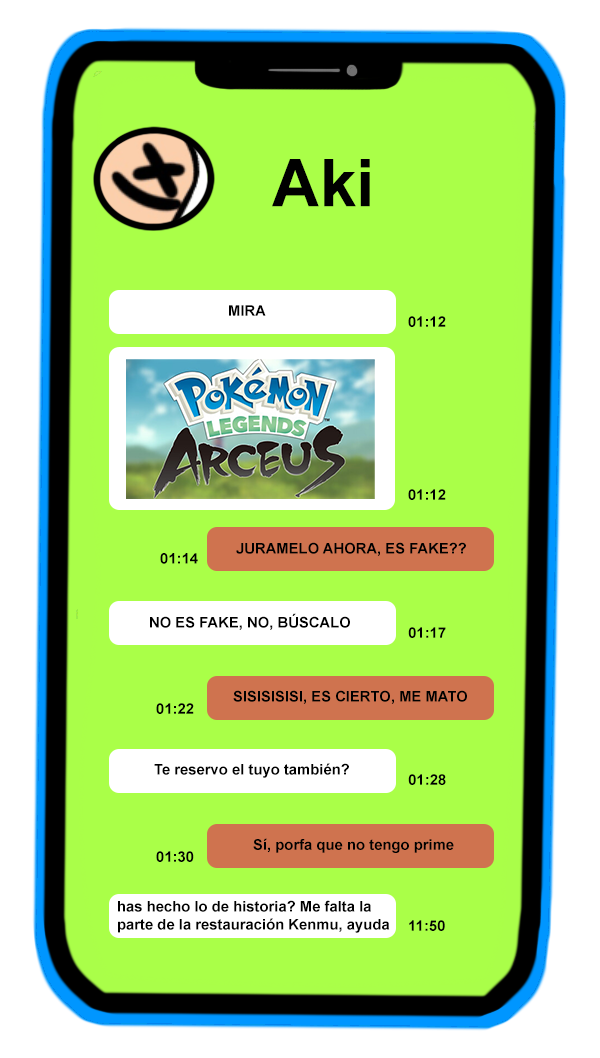 Aki
MIRA
01:12
POKéMON
LEGENDS
ARCEUS
01:12
01:14
JURAMELO AHORA, ES FAKE??
NO ES FAKE, NO, BÚSCALO
01:17
SISISISISI, ES CIERTO, ME MATO
01:22
Te reservo el tuyo también?
01:28
Sí, porfa que no tengo prime
01:30
has hecho lo de historia? Me falta la
parte de la restauración Kenmu, ayuda
11:50